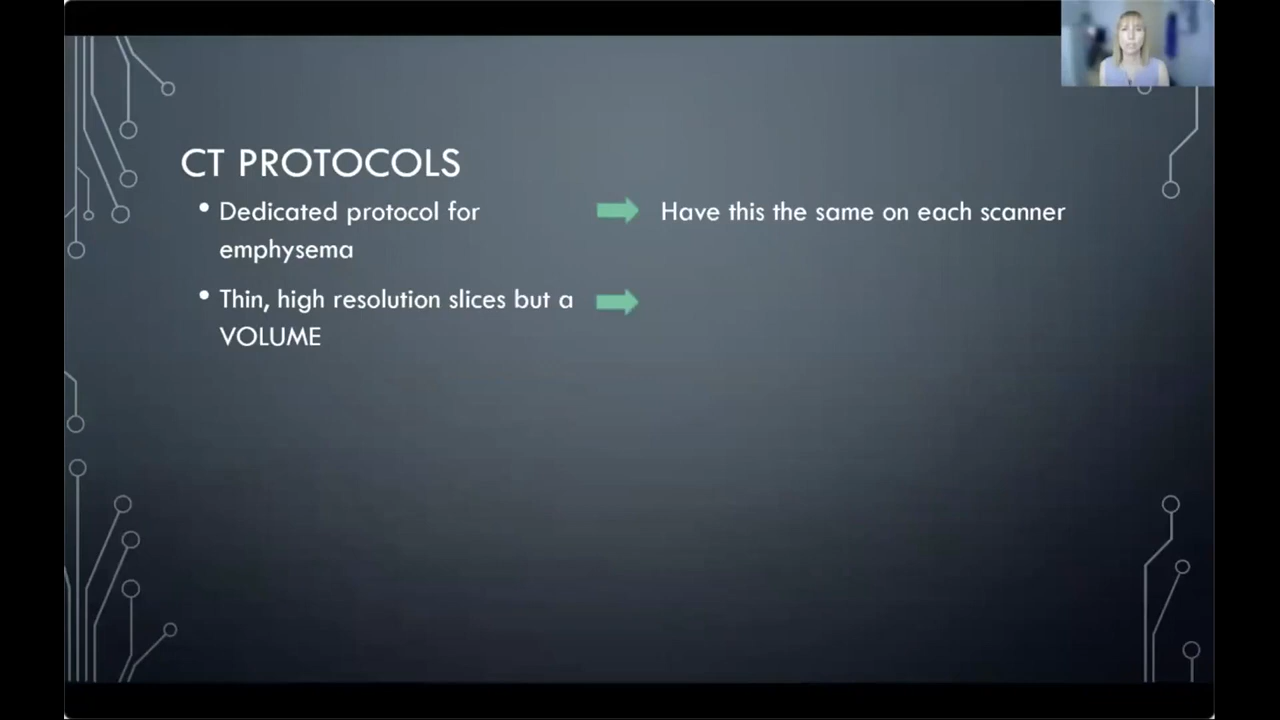 CT PROTOCOLS
• Dedicated protocol for
emphysema
Have this the same on each scanner
• Thin, high resolution slices but a
VOLUME